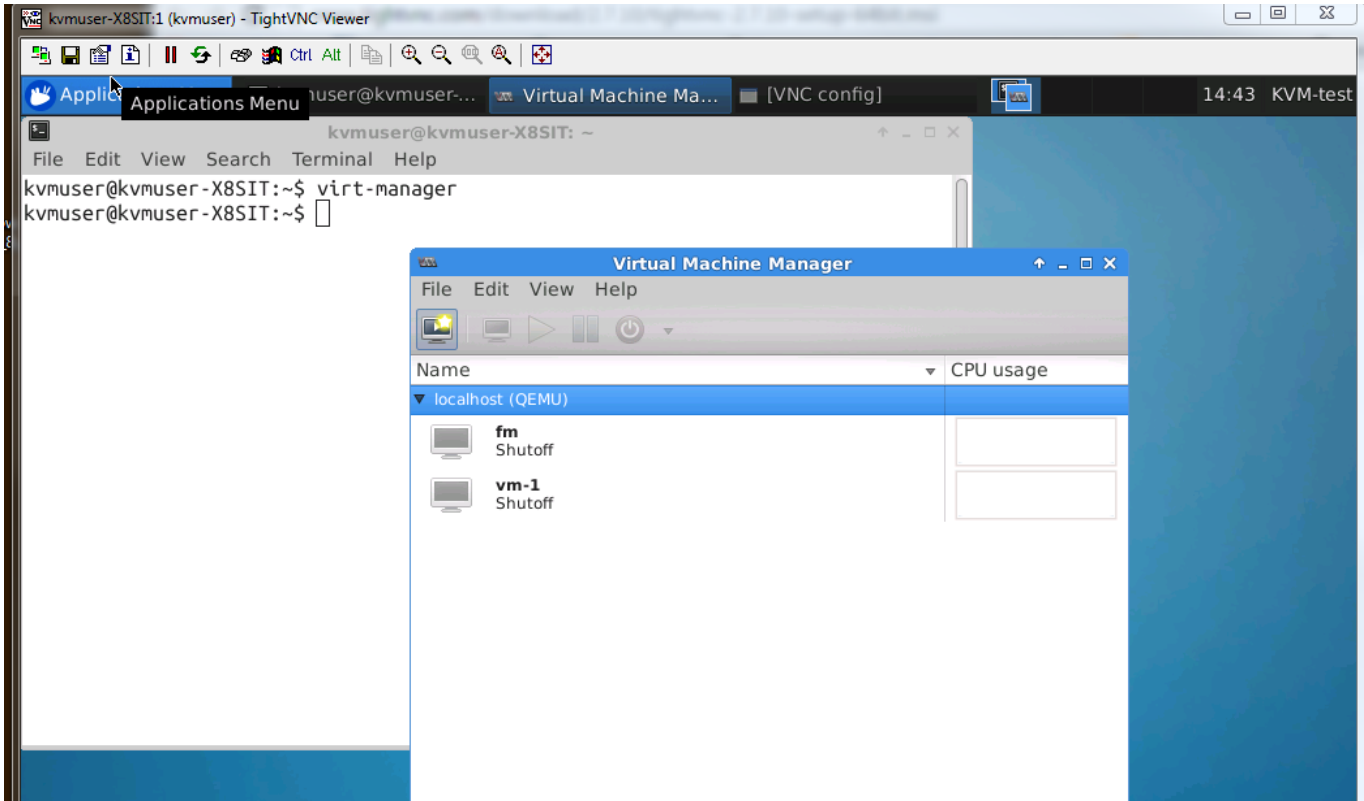 kvmuser-X8SIT:1 (kvmuser) - TightVNC Viewer
Ctrl Alt
Applications Menu
user@kvmuser-...
Virtual Machine Ma...
[VNC config]
14:43 KVM-test
kvmuser@kvmuser-X8SIT: ~
File Edit View Search Terminal Help
kvmuser@kvmuser-X8SIT:~$ virt-manager
kvmuser@kvmuser-X8SIT:~$
Virtual Machine Manager
File Edit View Help
Name CPU usage
localhost (QEMU)
fm
Shutoff
vm-1
Shutoff